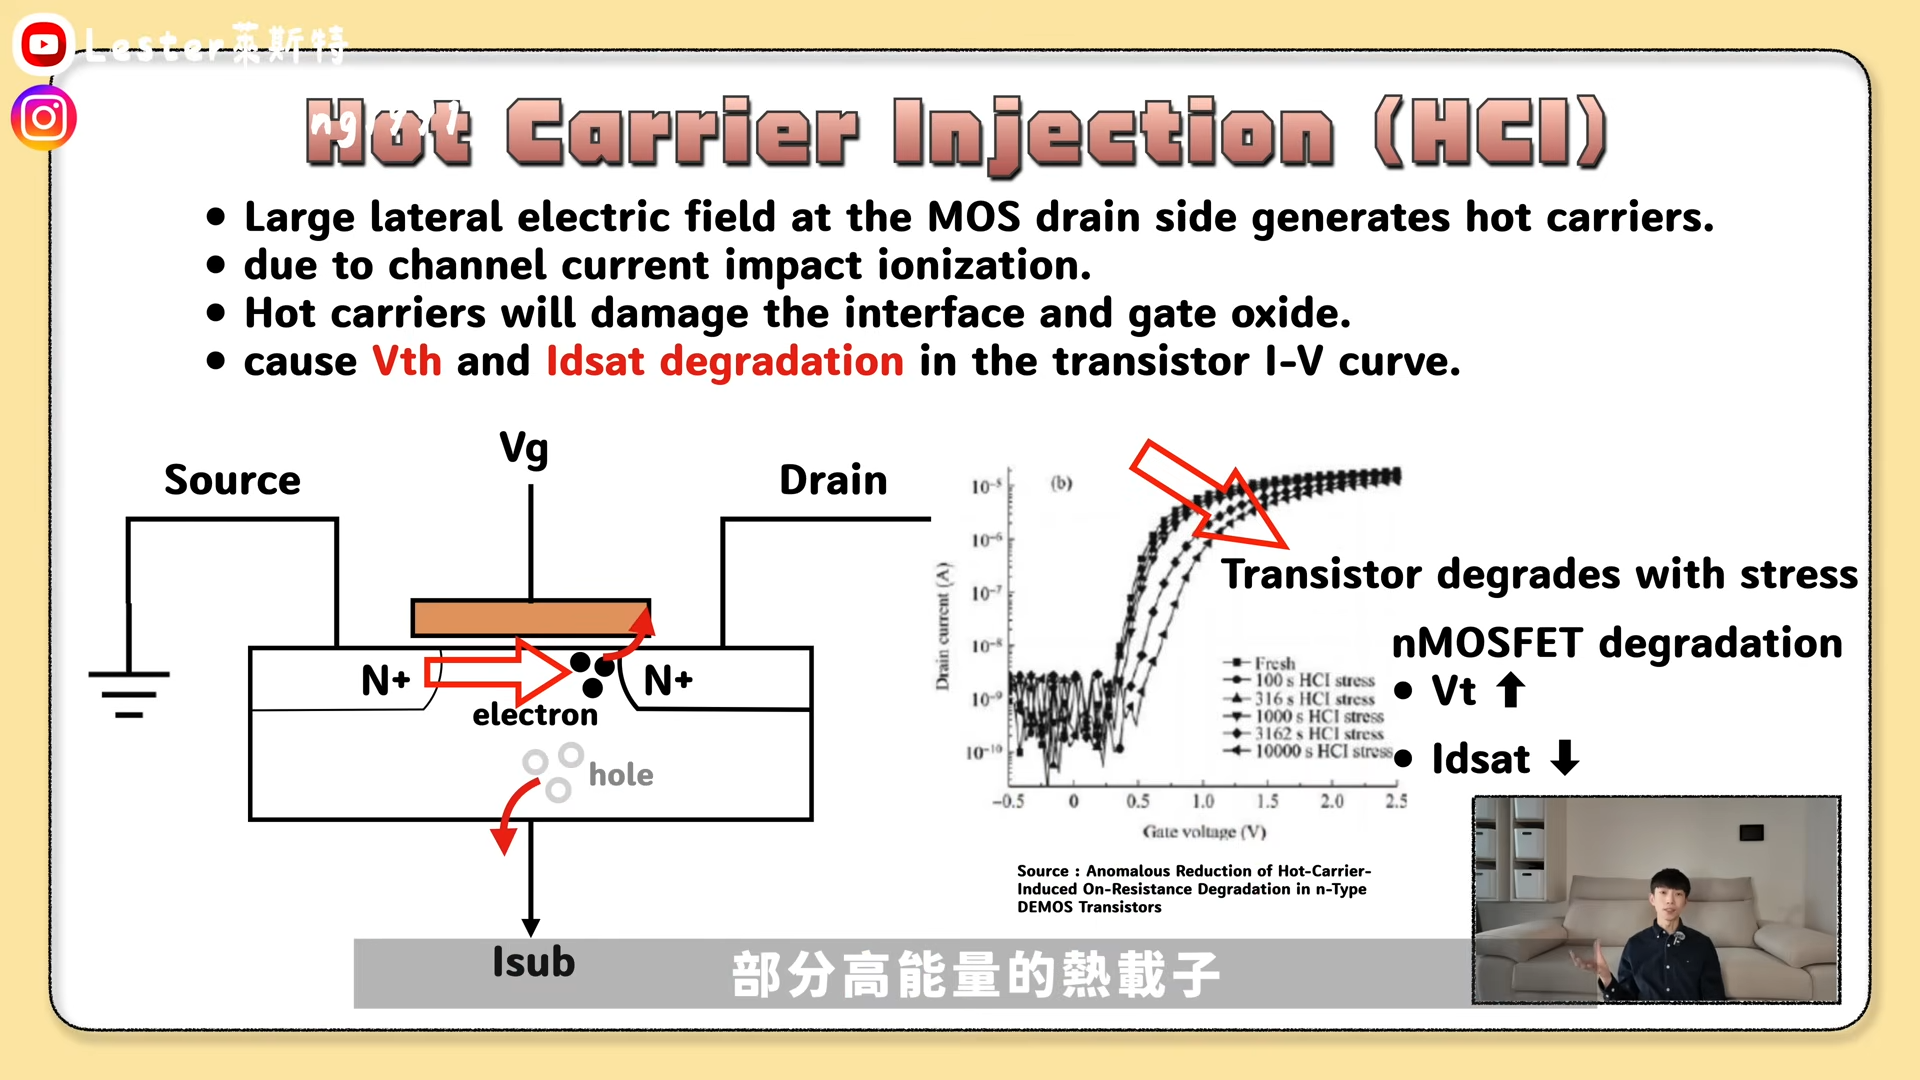 Lester萊斯特
Hot Carrier Injection (HCI)
• Large lateral electric field at the MOS drain side generates hot carriers.
• due to channel current impact ionization.
• Hot carriers will damage the interface and gate oxide.
• cause Vth and Idsat degradation in the transistor I-V curve.
Vg
Source
Drain
N+
N+
electron
hole
Isub
(b)
10⁻⁵
10⁻⁶
10⁻⁷
10⁻⁸
10⁻⁹
10⁻¹⁰
Drain current (A)
Fresh
100 s HCI stress
316 s HCI stress
1000 s HCI stress
3162 s HCI stress
10000 s HCI stress
−0.5 0 0.5 1.0 1.5 2.0 2.5
Gate voltage (V)
Transistor degrades with stress
nMOSFET degradation
• Vt ⬆
• Idsat ⬇
Source : Anomalous Reduction of Hot-Carrier-
Induced On-Resistance Degradation in n-Type
DEMOS Transistors
部分高能量的熱載子